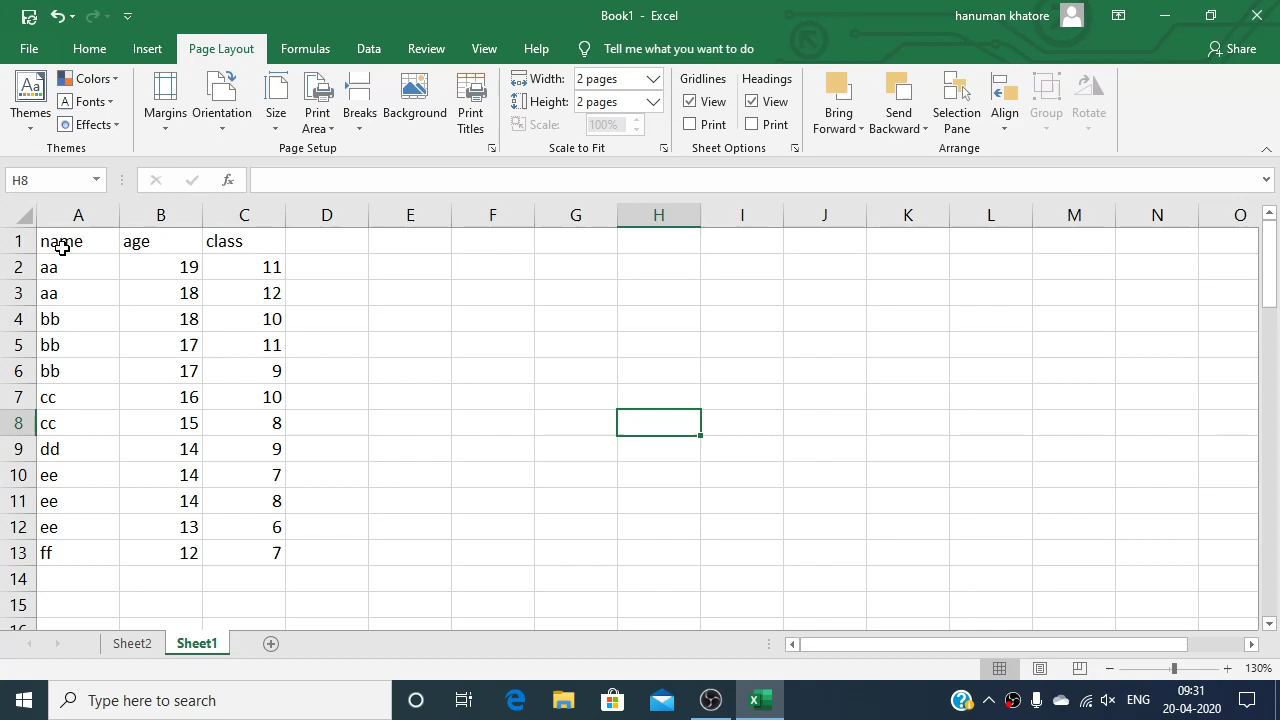 Book1 - Excel
hanuman khatore
File Home Insert Page Layout Formulas Data Review View Help Tell me what you want to do Share
Themes
Colors
Fonts
Effects
Themes
Margins
Orientation
Size
Print Area
Breaks
Background
Print Titles
Page Setup
Width: 2 pages
Height: 2 pages
Scale: 100%
Scale to Fit
Gridlines
View
Print
Headings
View
Print
Sheet Options
Bring Forward
Send Backward
Selection Pane
Align
Group
Rotate
Arrange
H8 fx
A B C D E F G H I J K L M N O
1 name age class
2 aa 19 11
3 aa 18 12
4 bb 18 10
5 bb 17 11
6 bb 17 9
7 cc 16 10
8 cc 15 8
9 dd 14 9
10 ee 14 7
11 ee 14 8
12 ee 13 6
13 ff 12 7
14
15
16
Sheet2 Sheet1
130%
Type here to search
ENG
09:31
20-04-2020